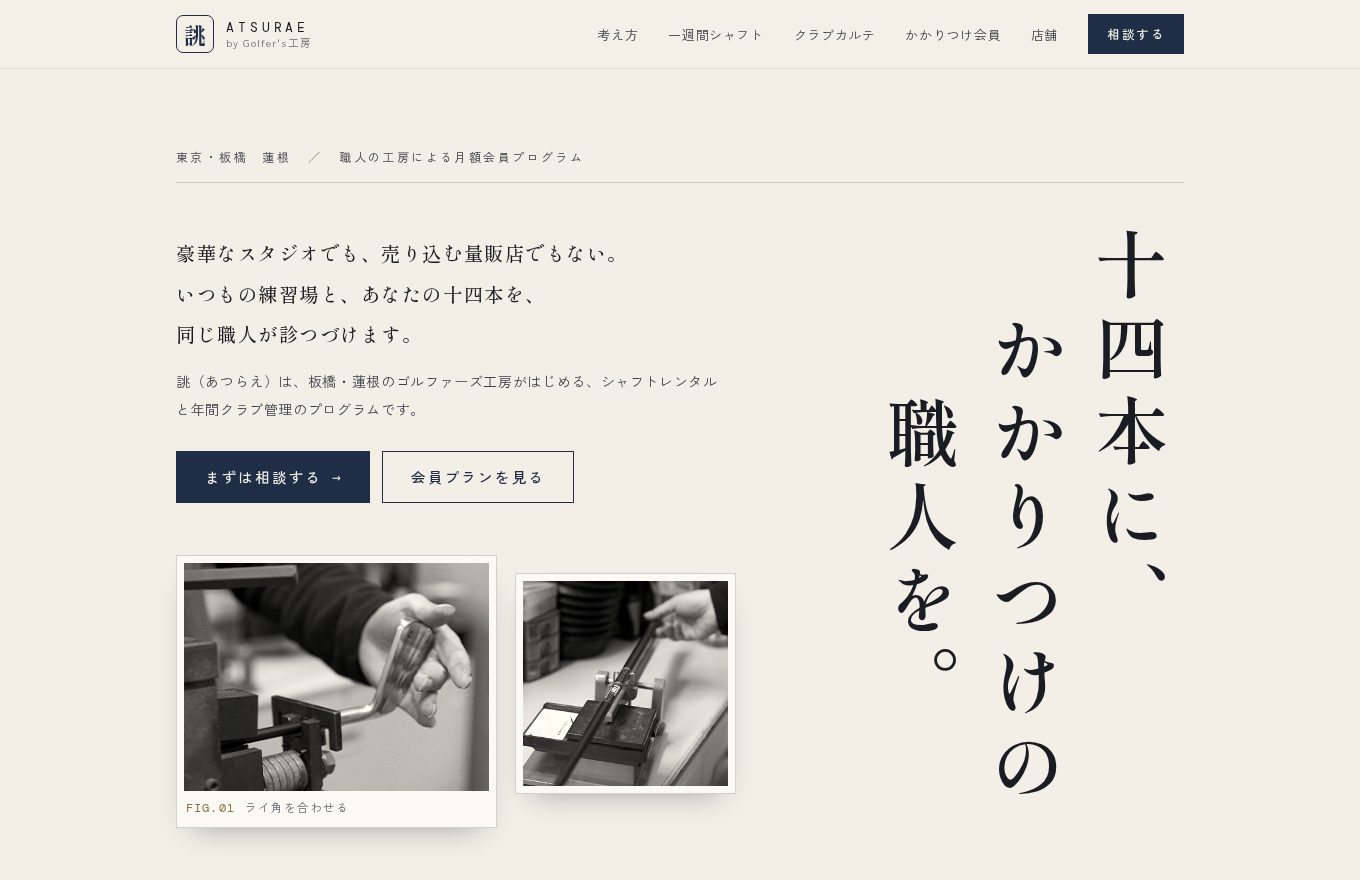 誂
ATSURAE
by Golfer's工房
考え方
一週間シャフト
クラブカルテ
かかりつけ会員
店舗
相談する
東京・板橋　蓮根　／　職人の工房による月額会員プログラム
十四本に、
かかりつけの
職人を。
豪華なスタジオでも、売り込む量販店でもない。
いつもの練習場と、あなたの十四本を、
同じ職人が診つづけます。
誂（あつらえ）は、板橋・蓮根のゴルファーズ工房がはじめる、シャフトレンタル
と年間クラブ管理のプログラムです。
まずは相談する →
会員プランを見る
FIG.01 ライ角を合わせる